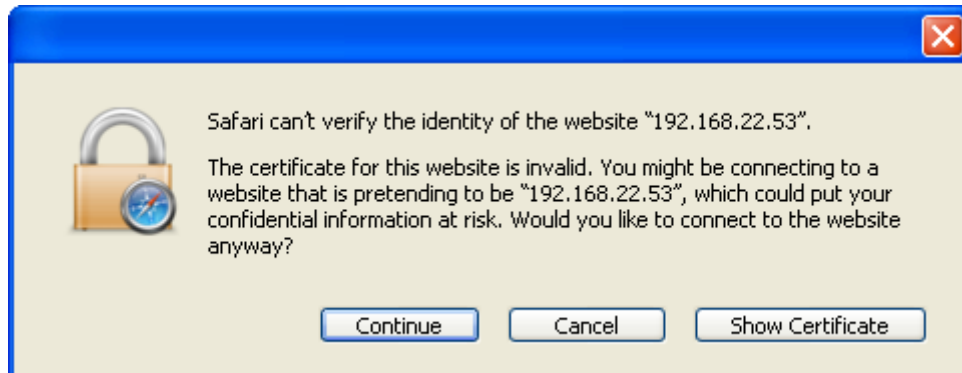 Safari can't verify the identity of the website “192.168.22.53”.
The certificate for this website is invalid. You might be connecting to a
website that is pretending to be “192.168.22.53”, which could put your
confidential information at risk. Would you like to connect to the website
anyway?
Continue
Cancel
Show Certificate